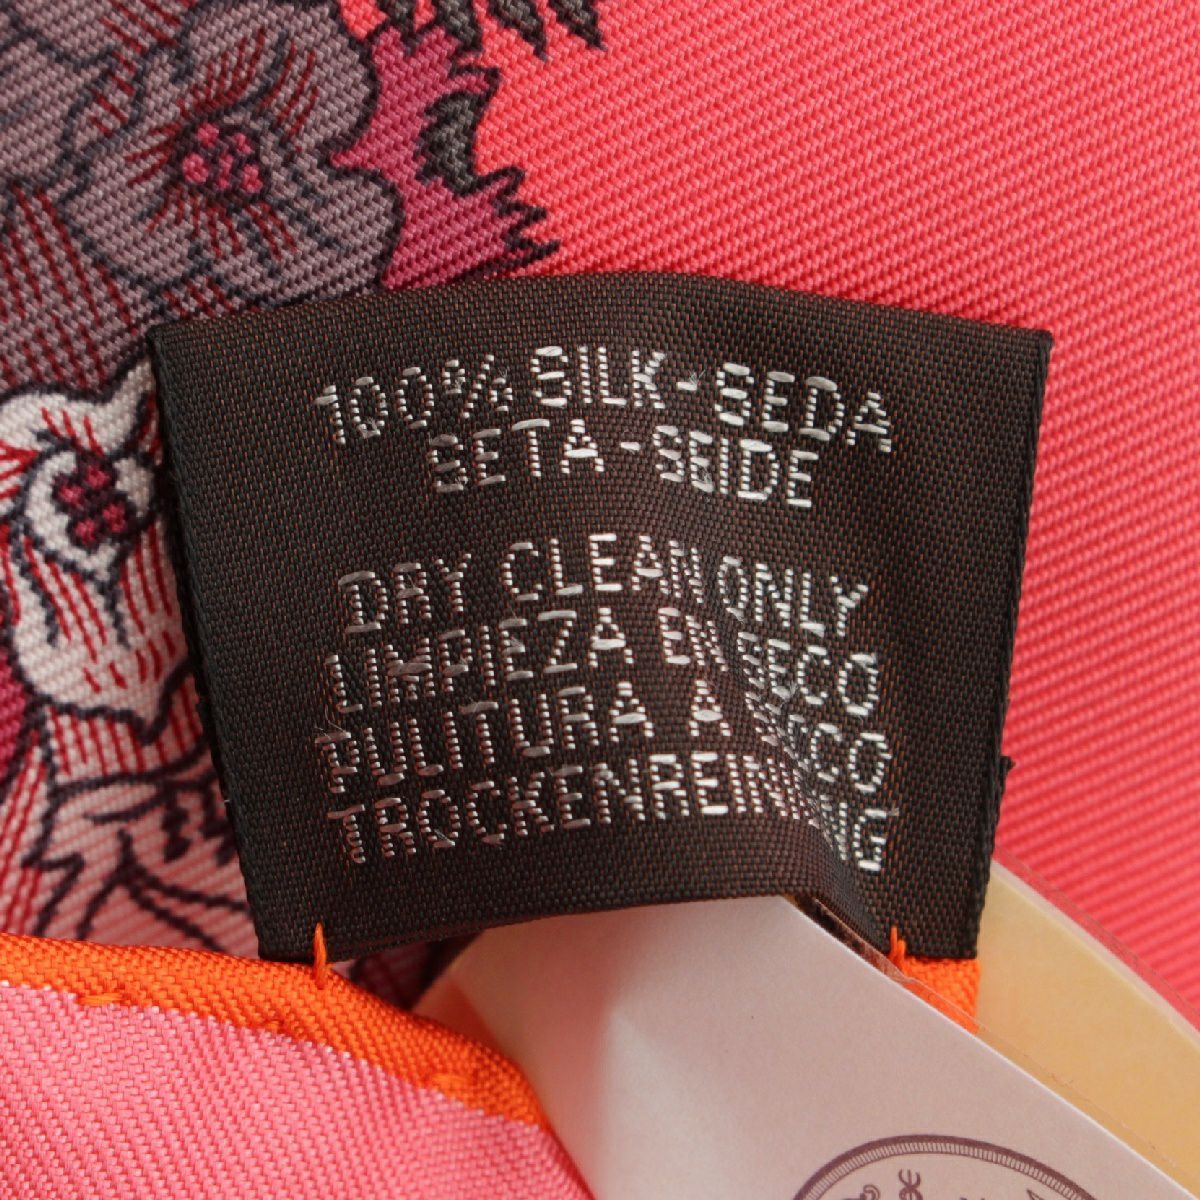 100% SILK-SEDA
SETA-SEIDE
DRY CLEAN ONLY
LIMPIEZA EN SECO
PULITURA A SECCO
TROCKENREINIGUNG